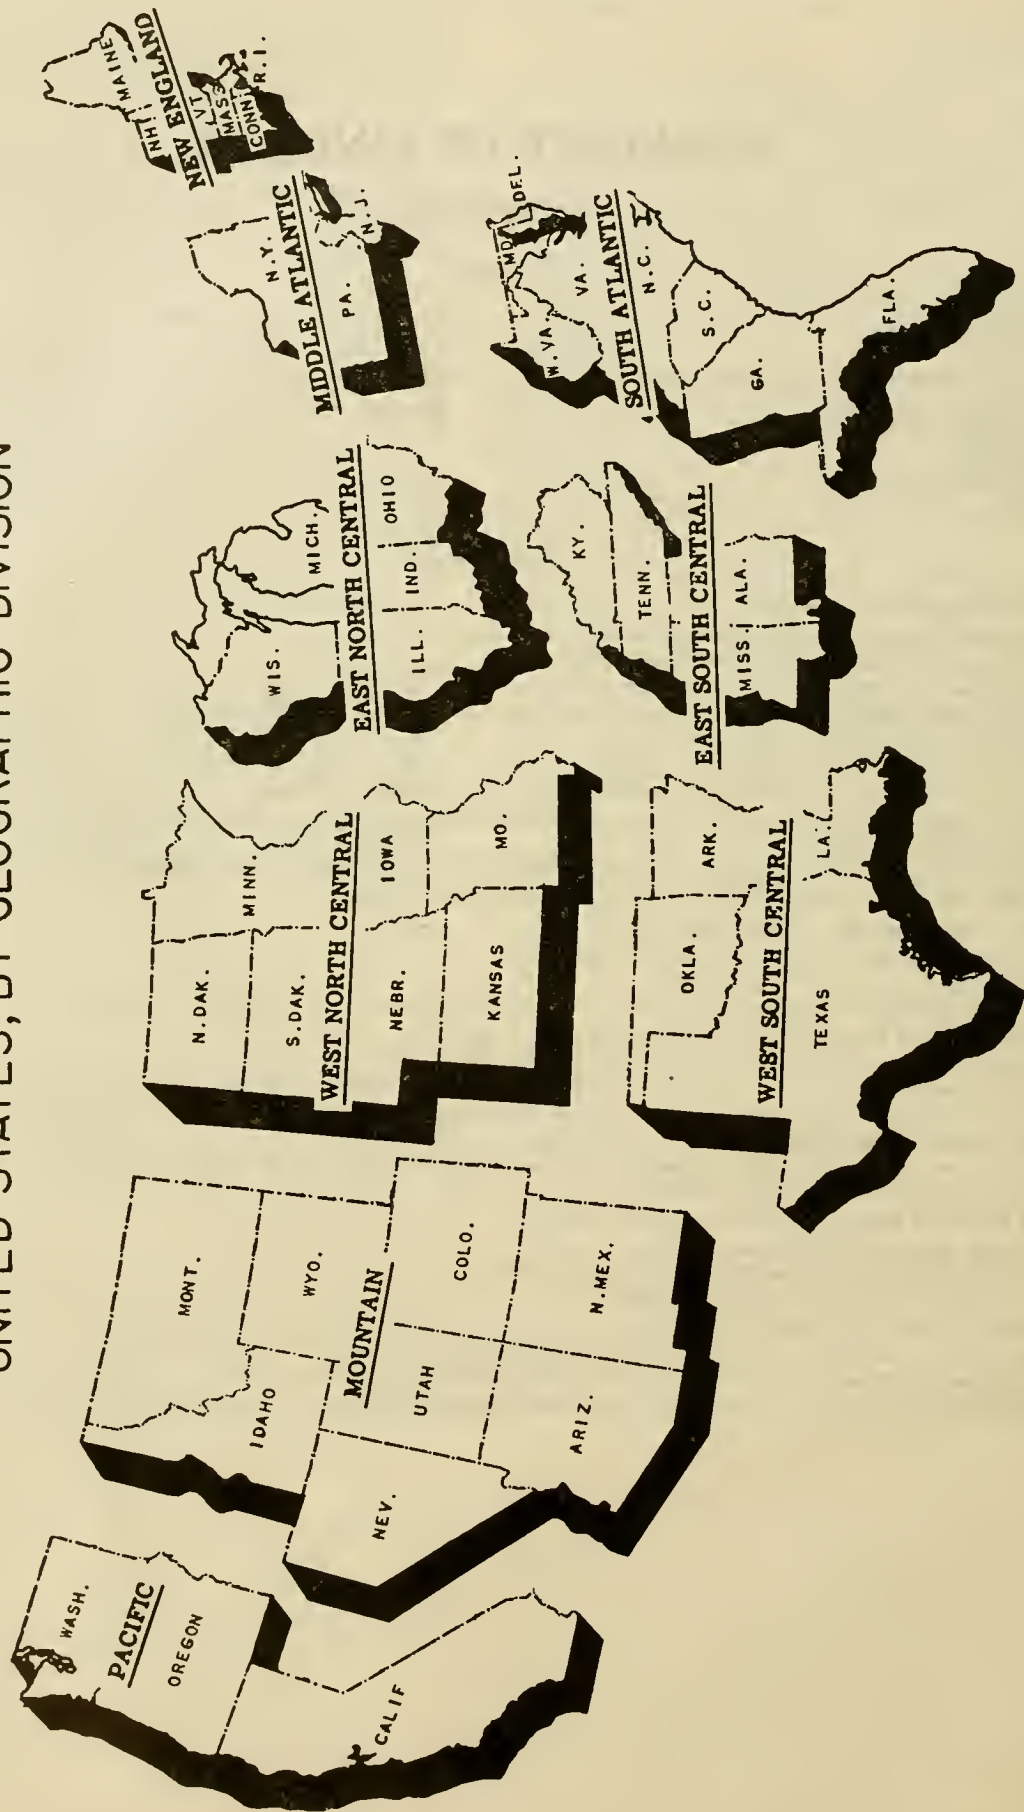 UNITED STATES, BY GEOGRAPHIC DIVISION
PACIFIC
WASH.
OREGON
CALIF
MOUNTAIN
MONT.
IDAHO
WYO.
NEV.
UTAH
COLO.
ARIZ.
N.MEX.
WEST NORTH CENTRAL
N.DAK.
MINN.
S.DAK.
NEBR.
IOWA
KANSAS
MO.
WEST SOUTH CENTRAL
OKLA.
ARK.
TEXAS
LA.
EAST NORTH CENTRAL
WIS.
MICH.
ILL.
IND.
OHIO
EAST SOUTH CENTRAL
KY.
TENN.
MISS.
ALA.
MIDDLE ATLANTIC
N.Y.
PA.
N.J.
SOUTH ATLANTIC
MD.
DEL.
W.VA.
VA.
N.C.
S.C.
GA.
FLA.
NEW ENGLAND
MAINE
N.H.
VT
MASS
CONN
R.I.